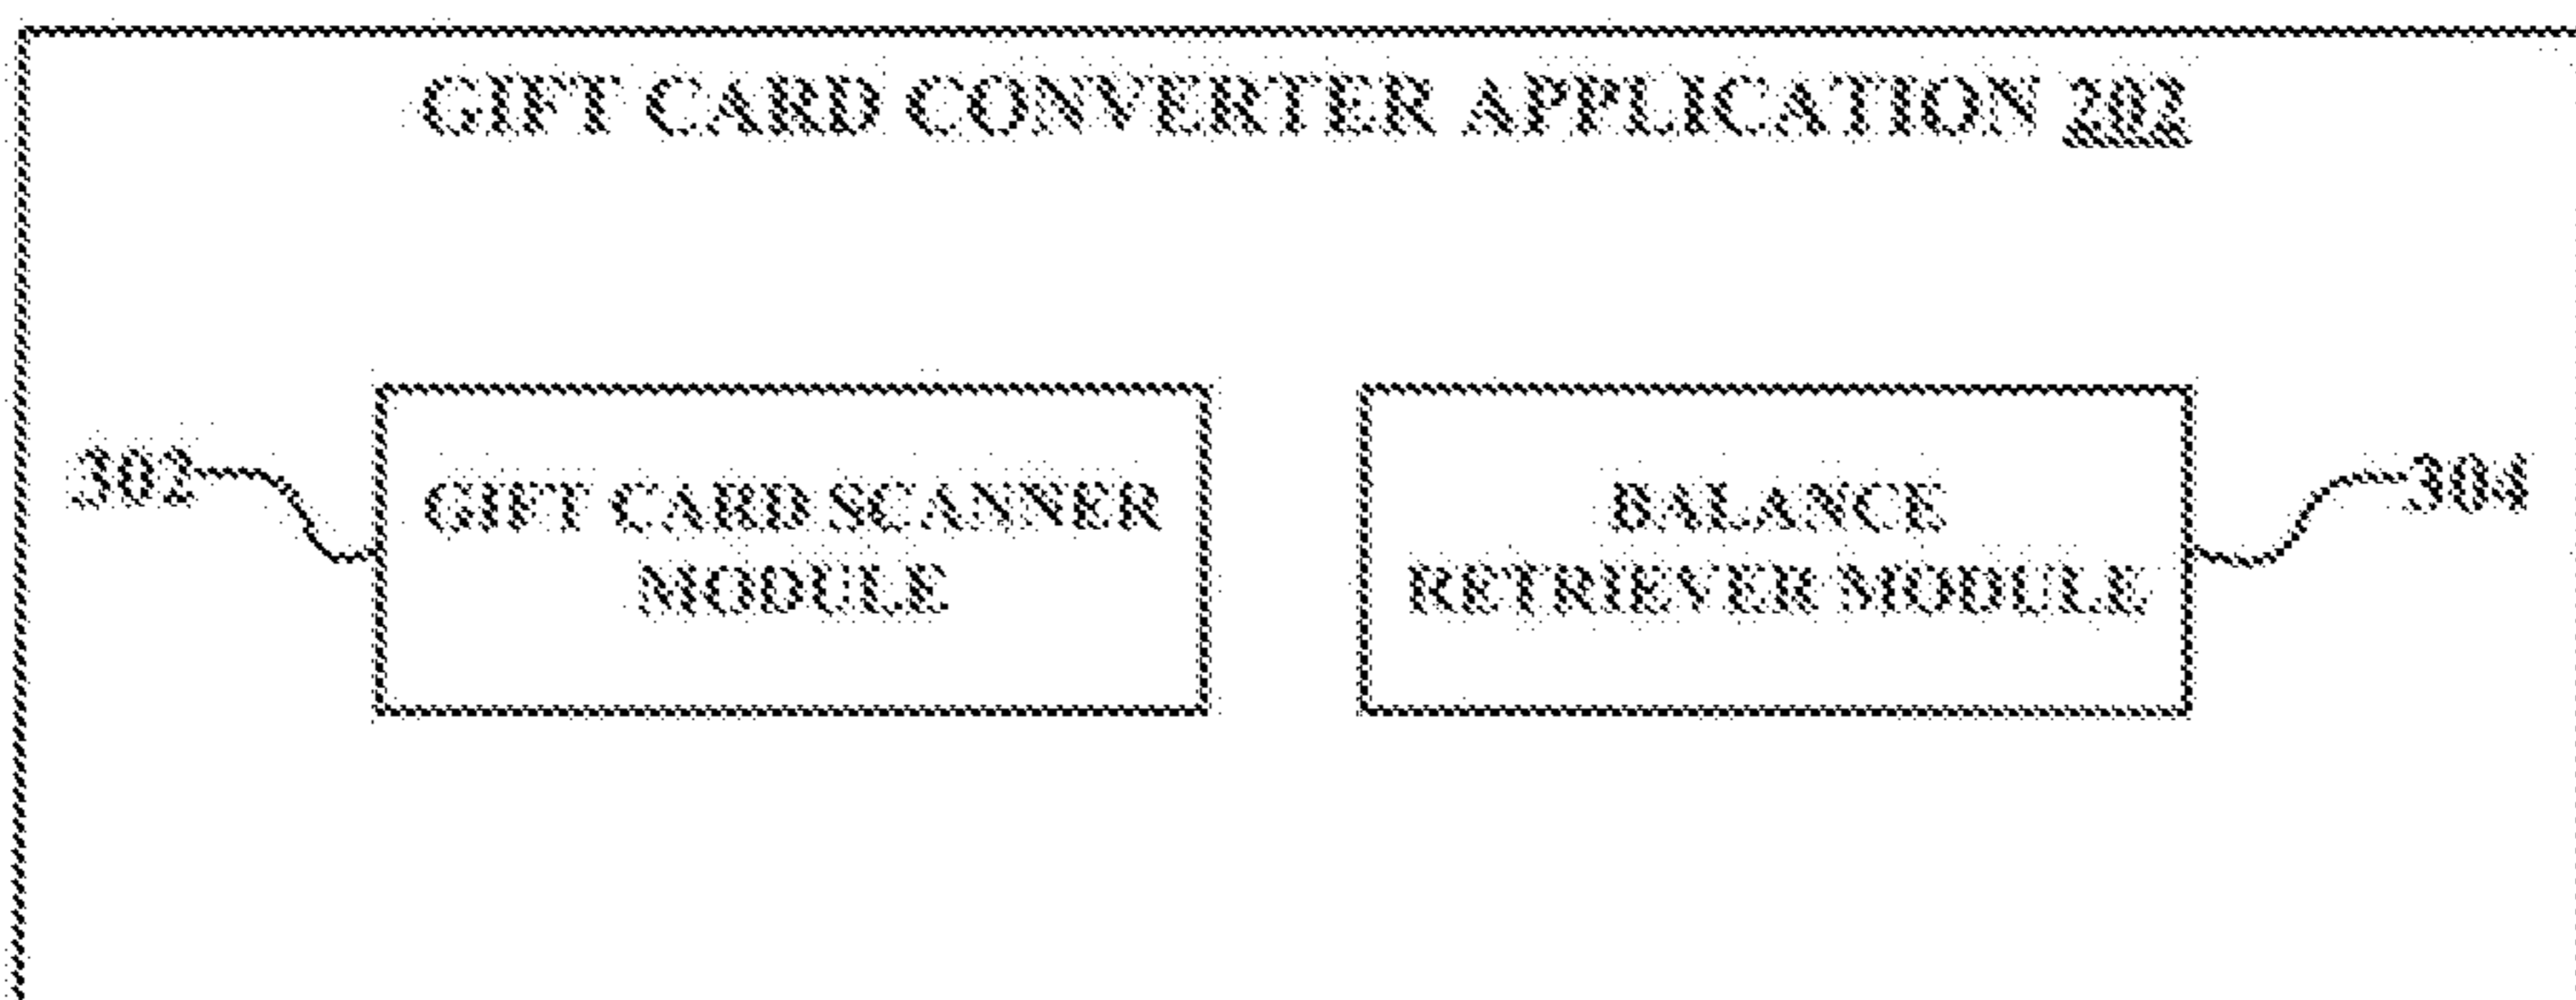 GIFT CARD CONVERTER APPLICATION 202
302
GIFT CARD SCANNER
MODULE
BALANCE
RETRIEVER MODULE
304